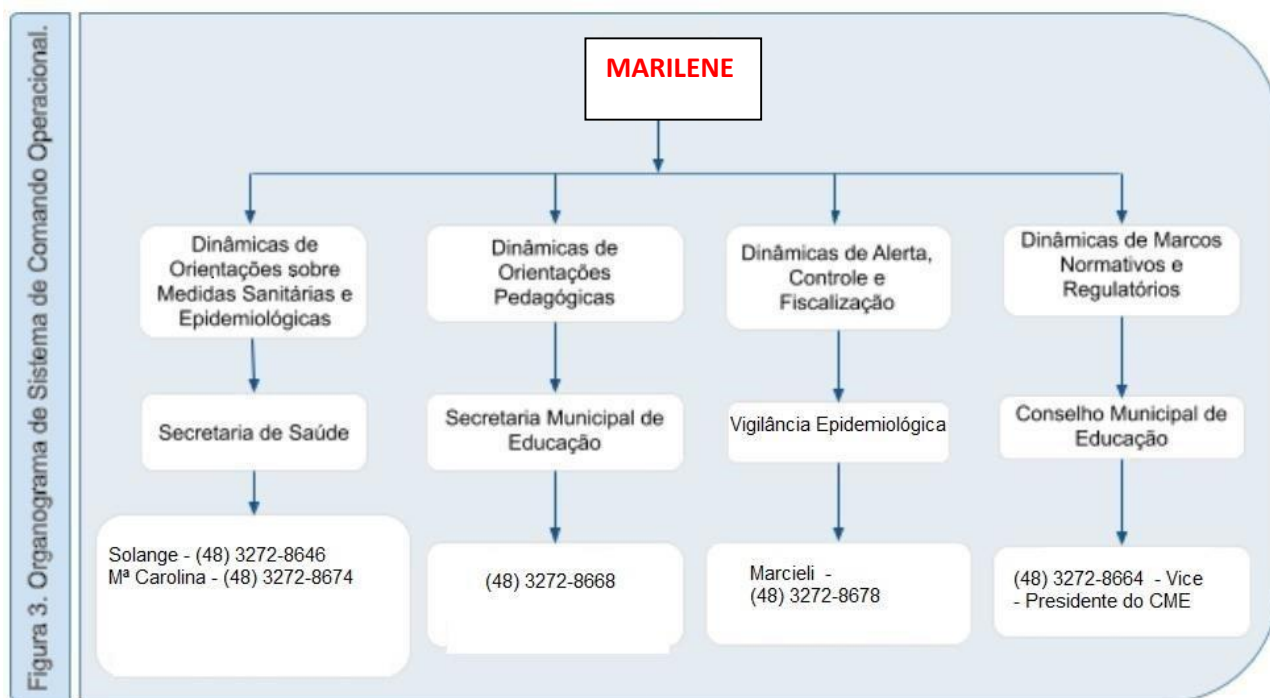 Figura 3. Organograma de Sistema de Comando Operacional.
MARILENE
Dinâmicas de
Orientações sobre
Medidas Sanitárias e
Epidemiológicas
Dinâmicas de
Orientações
Pedagógicas
Dinâmicas de Alerta,
Controle e
Fiscalização
Dinâmicas de Marcos
Normativos e
Regulatórios
Secretaria de Saúde
Secretaria Municipal de
Educação
Vigilância Epidemiológica
Conselho Municipal de
Educação
Solange - (48) 3272-8646
Mª Carolina - (48) 3272-8674
(48) 3272-8668
Marcieli -
(48) 3272-8678
(48) 3272-8664 - Vice
- Presidente do CME